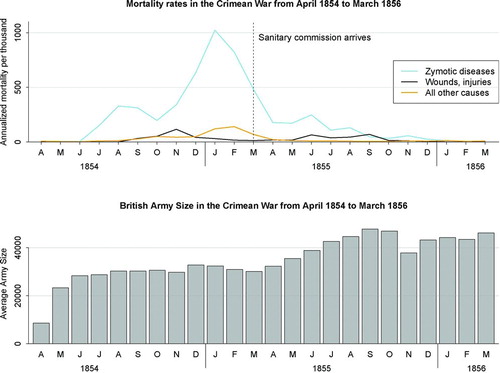 Mortality rates in the Crimean War from April 1854 to March 1856
Annualized mortality per thousand
1000
500
0
Sanitary commission arrives
Zymotic diseases
Wounds, injuries
All other causes
A M J J A S O N D J F M A M J J A S O N D J F M
1854 1855 1856
British Army Size in the Crimean War from April 1854 to March 1856
Average Army Size
40000
20000
0
A M J J A S O N D J F M A M J J A S O N D J F M
1854 1855 1856